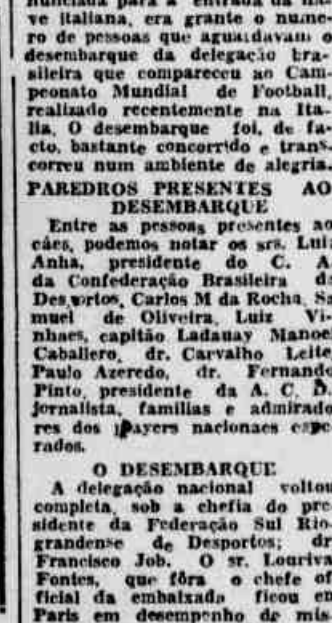 nunciada para a entrada da na-
ve italiana, era grante o nume-
ro de pessoas que aguaidavam o
desembarque da delegação bra-
sileira que compareceu ao Cam-
peonato Mundial de Football,
realizado recentemente na Ita-
lia. O desembarque foi, de fa-
cto, bastante concorrido e trans-
correu num ambiente de alegria.
PAREDROS PRESENTES AO
DESEMBARQUE
Entre as pessoas presentes ao
cáes, podemos notar os srs. Luiz
Anha, presidente do C. A.
da Confederação Brasileira de
Desportos, Carlos M da Rocha, Sa
muel de Oliveira, Luiz Vi-
nhaes, capitão Ladauay Manoel
Caballero, dr. Carvalho Leite
Paulo Azeredo, dr. Fernando
Pinto, presidente da A. C. D.
jornalista, familias e admirado
res dos players nacionaes espe
rados.
O DESEMBARQUE
A delegação nacional voltou
completa, sob a chefia do pre
sidente da Federação Sul Rio-
grandense de Desportos; dr
Francisco Job. O sr. Louriva
Fontes, que fôra o chefe of
ficial da embaixada ficou em
Paris em desempenho de mis